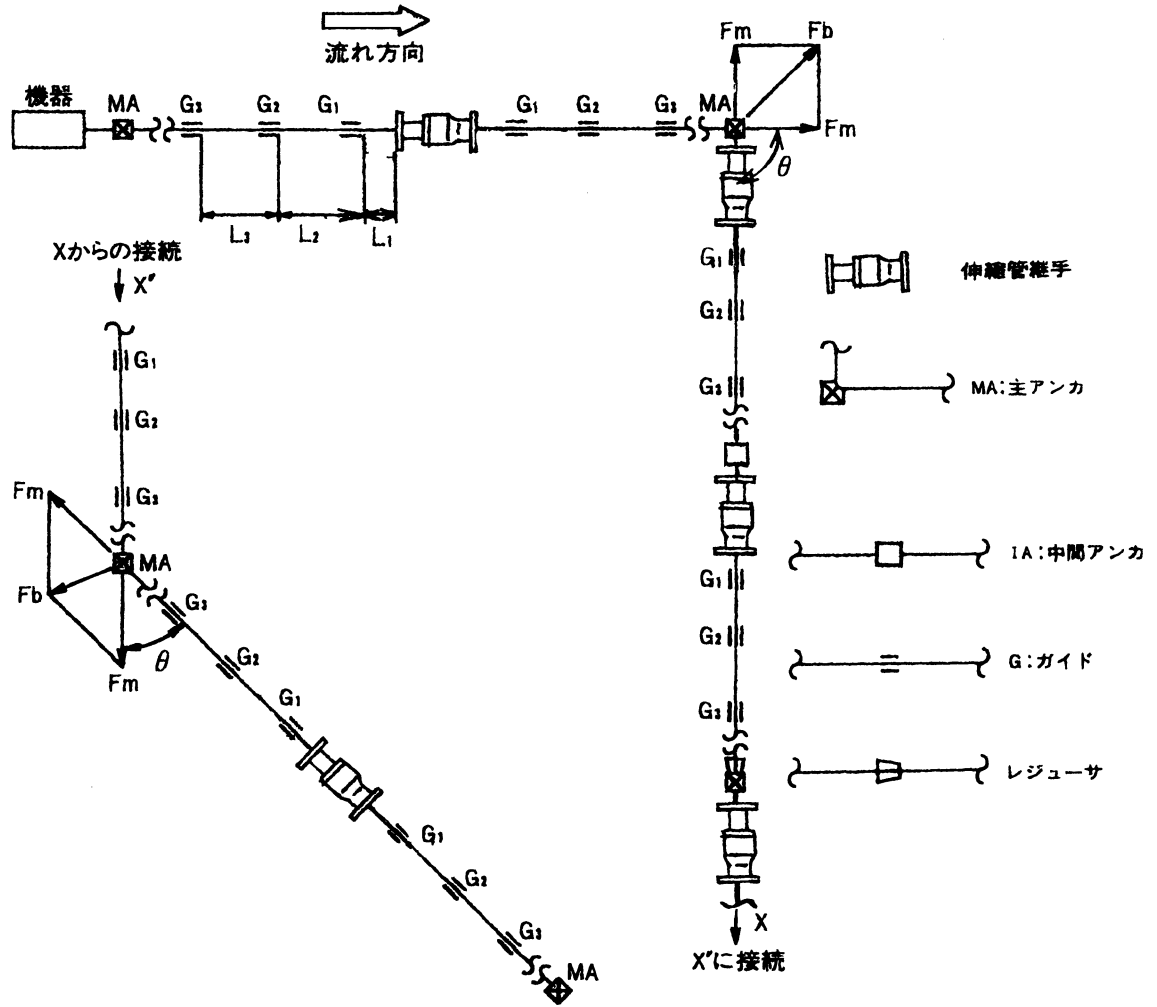 流れ方向
機器
MA
G3
G2
G1
G1
G2
G3
MA
Fm
Fb
Fm
θ
L3
L2
L1
Xからの接続
X"
G1
G2
G3
Fm
MA
Fb
Fm
θ
G3
G2
G1
G1
G2
G3
MA
G1
G2
G3
G1
G2
G3
X
X"に接続
伸縮管継手
MA:主アンカ
IA:中間アンカ
G:ガイド
レジューサ